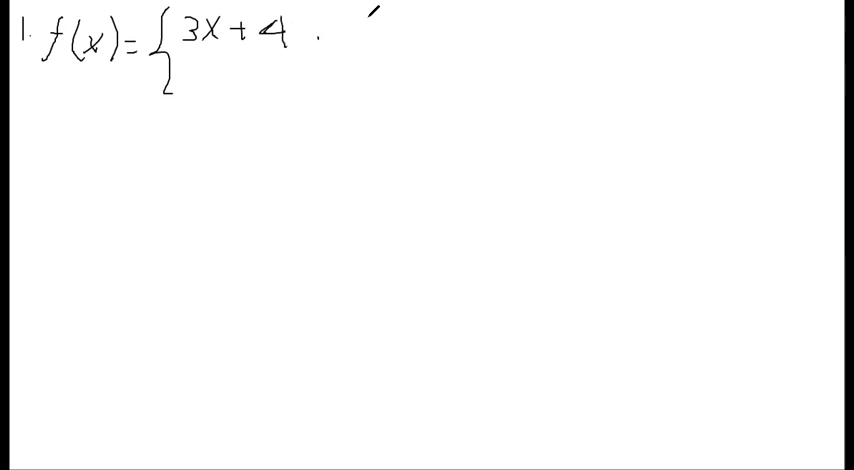 1. f(x) = { 3x + 4 .